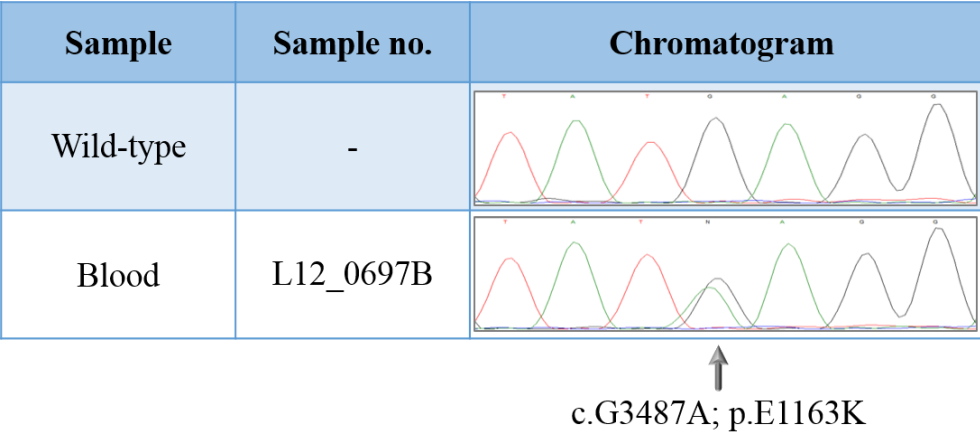 Sample Sample no. Chromatogram
T A T G A G G
Wild-type -
T A T N A G G
Blood L12_0697B
c.G3487A; p.E1163K